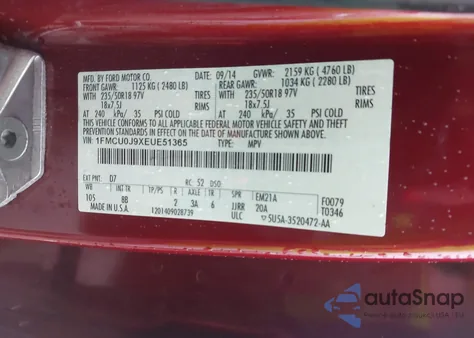 MFD. BY FORD MOTOR CO.
DATE: 09/14 GVWR: 2159 KG ( 4760 LB)
FRONT GAWR: 1125 KG ( 2480 LB) REAR GAWR: 1034 KG ( 2280 LB)
WITH TIRES WITH TIRES
235/50R18 97V 235/50R18 97V
18x7.5J 18x7.5J
AT 240 kPa/ 35 PSI COLD AT 240 kPa/ 35 PSI COLD
THIS VEHICLE CONFORMS TO ALL APPLICABLE FEDERAL MOTOR VEHICLE
SAFETY AND THEFT PREVENTION STANDARDS IN EFFECT ON THE DATE OF
MANUFACTURE SHOWN ABOVE.
VIN: 1FMCU0J9XEUE51365 TYPE: MPV
EXT PNT: D7 RC: 52 DSO:
WB INT TR TP/PS R AXLE TR SPR EM21A F0079
105 8B 2 3A 6 JJRR 20A T0346
MADE IN U.S.A. ULC
1201409028739 5U5A-3520472-AA
autoSnap